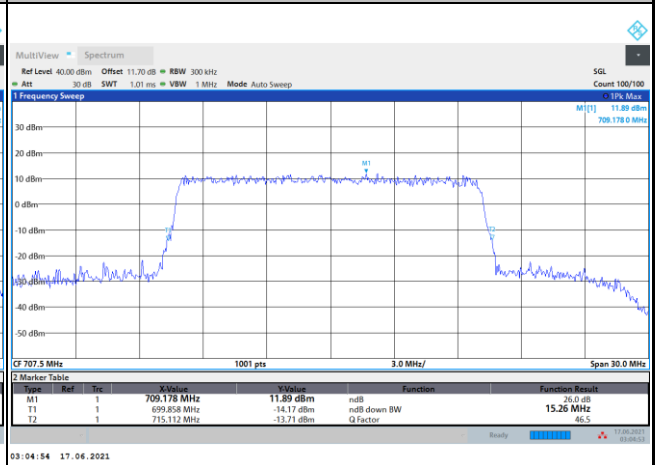 MultiView Spectrum
Ref Level 40.00 dBm Offset 11.70 dB RBW 300 kHz SGL
Att 30 dB SWT 1.01 ms VBW 1 MHz Mode Auto Sweep Count 100/100
1 Frequency Sweep 1Pk Max
M1[1] 11.89 dBm
709.178 0 MHz
30 dBm
20 dBm
M1
10 dBm
0 dBm
-10 dBm
T2
-20 dBm
-30 dBm
-40 dBm
-50 dBm
CF 707.5 MHz 1001 pts 3.0 MHz/ Span 30.0 MHz
2 Marker Table
Type Ref Trc X-Value Y-Value Function Function Result
M1 1 709.178 MHz 11.89 dBm ndB 26.0 dB
T1 1 699.858 MHz -14.17 dBm ndB down BW 15.26 MHz
T2 1 715.112 MHz -13.71 dBm Q Factor 46.5
Ready 17.06.2021
03:04:53
03:04:54 17.06.2021